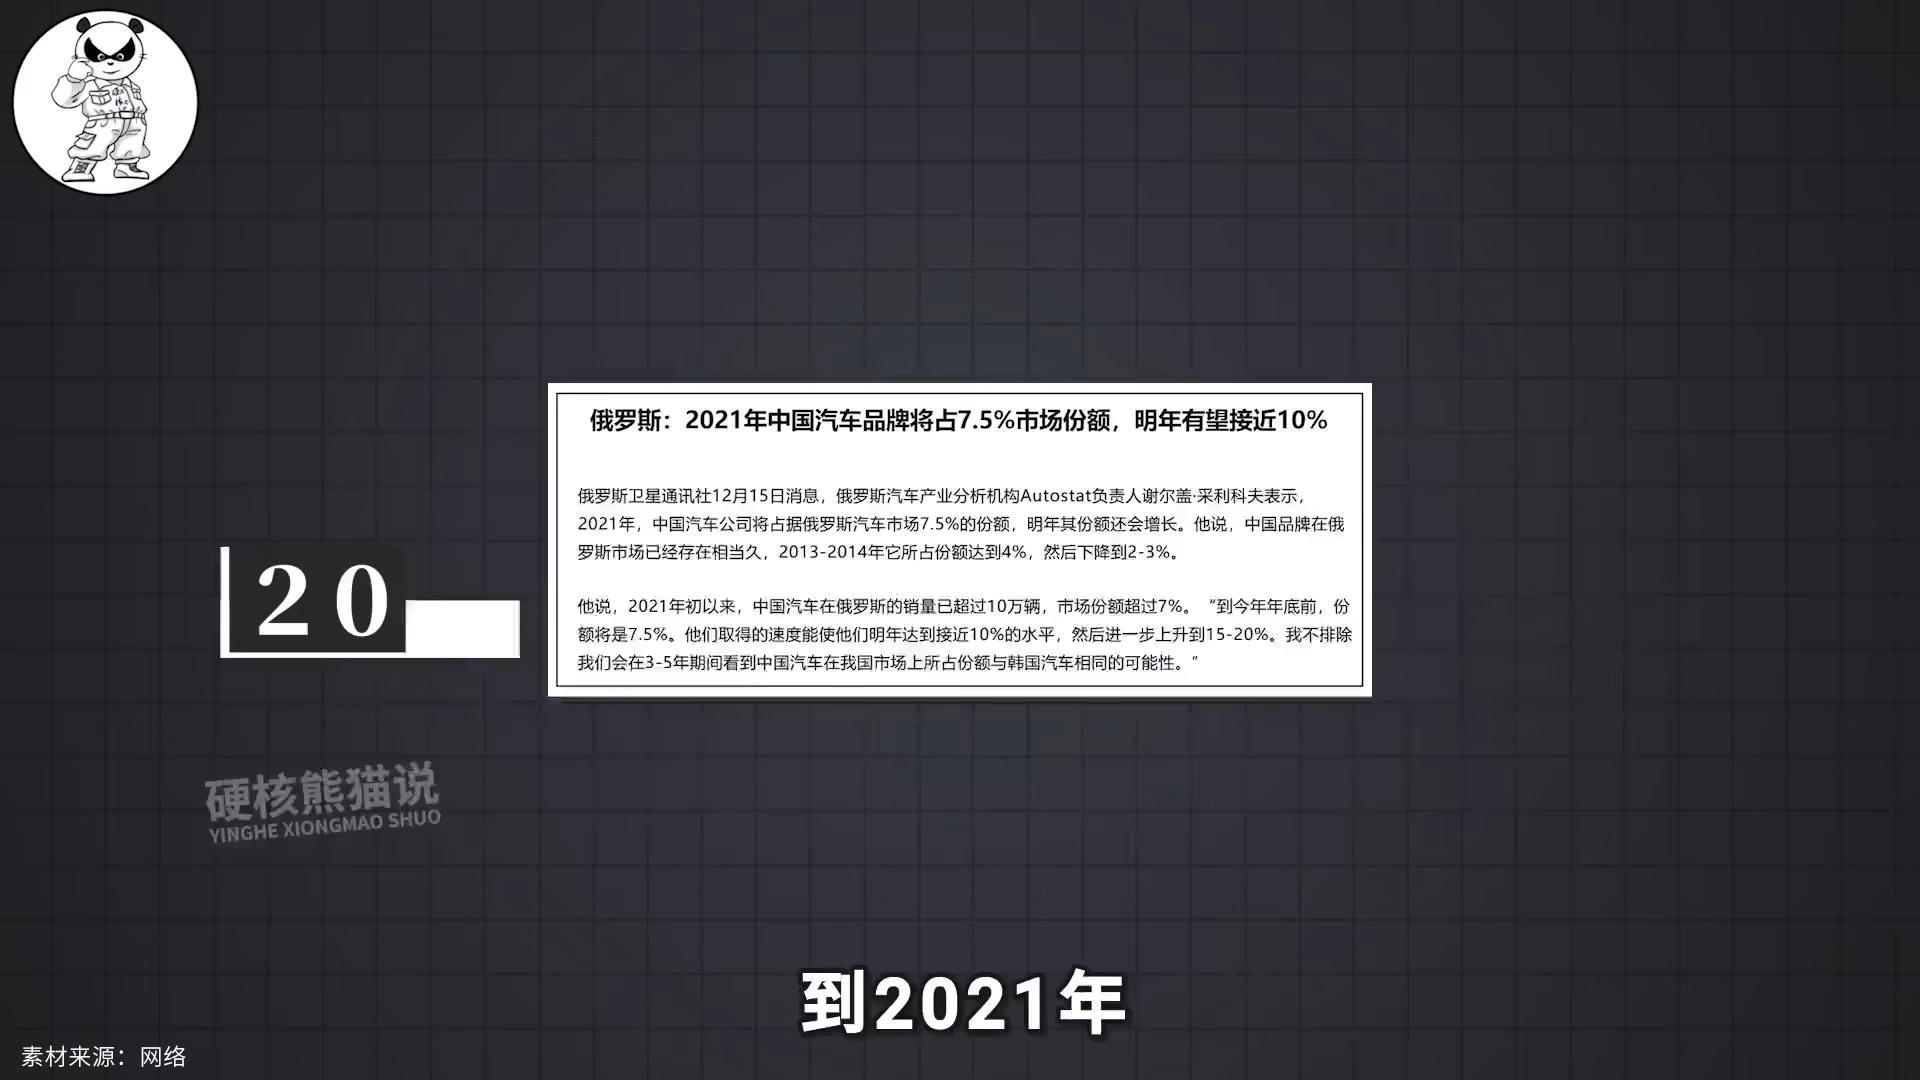 俄罗斯：2021年中国汽车品牌将占7.5%市场份额，明年有望接近10%
俄罗斯卫星通讯社12月15日消息，俄罗斯汽车产业分析机构Autostat负责人谢尔盖·采利科夫表示，
2021年，中国汽车公司将占据俄罗斯汽车市场7.5%的份额，明年其份额还会增长。他说，中国品牌在俄
罗斯市场已经存在相当久，2013-2014年它所占份额达到4%，然后下降到2-3%。
他说，2021年初以来，中国汽车在俄罗斯的销量已超过10万辆，市场份额超过7%。“到今年年底前，份
额将是7.5%。他们取得的速度能使他们明年达到接近10%的水平，然后进一步上升到15-20%。我不排除
我们会在3-5年期间看到中国汽车在我国市场上所占份额与韩国汽车相同的可能性。“
20
硬核熊猫说
YINGHE XIONGMAO SHUO
到2021年
素材来源：网络